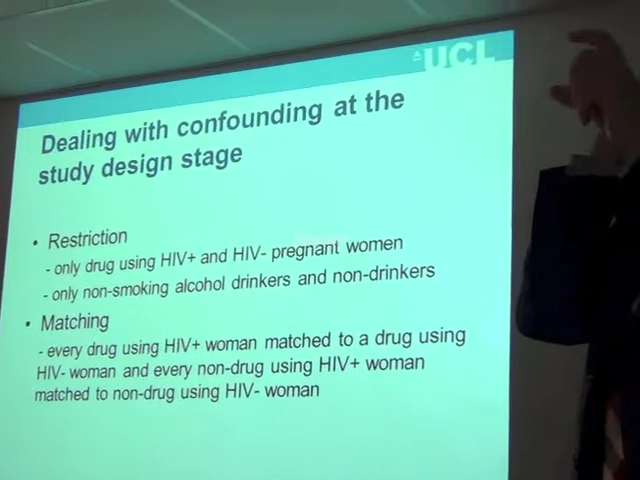 UCL
Dealing with confounding at the
study design stage
• Restriction
- only drug using HIV+ and HIV- pregnant women
- only non-smoking alcohol drinkers and non-drinkers
• Matching
- every drug using HIV+ woman matched to a drug using
HIV- woman and every non-drug using HIV+ woman
matched to non-drug using HIV- woman